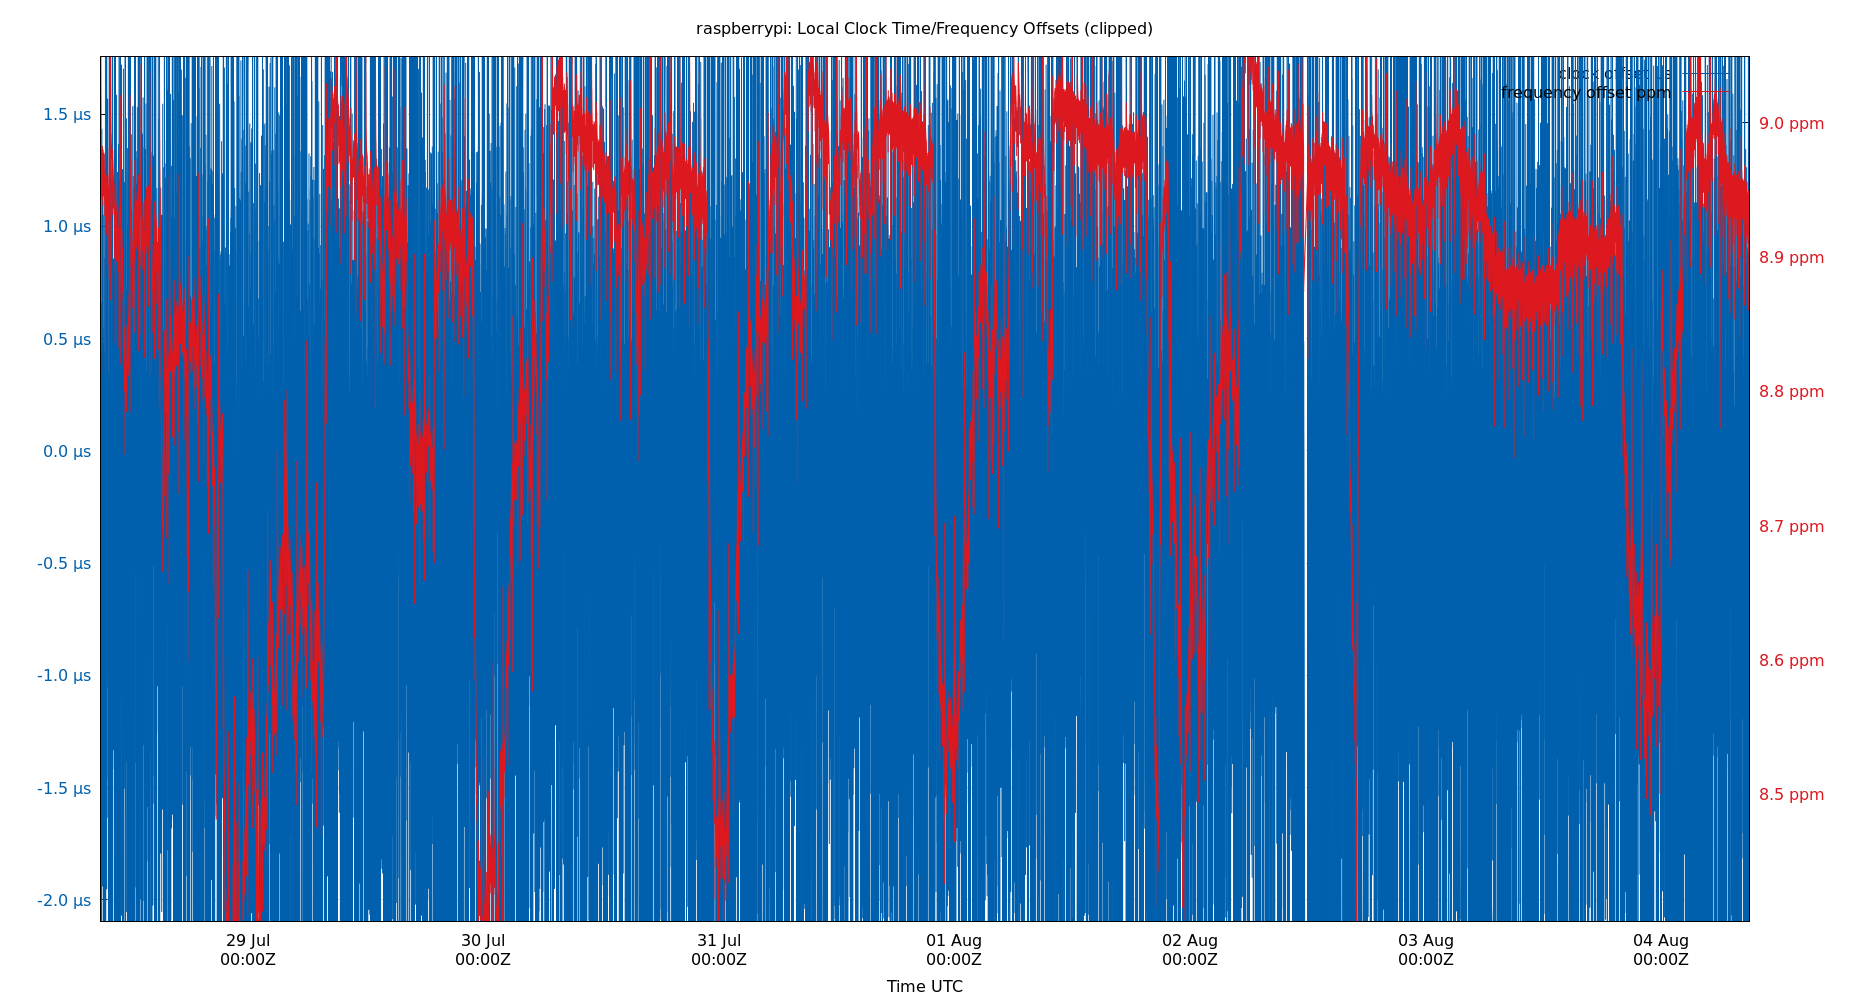 raspberrypi: Local Clock Time/Frequency Offsets (clipped)
clock offset µs
frequency offset ppm
1.5 µs
1.0 µs
0.5 µs
0.0 µs
-0.5 µs
-1.0 µs
-1.5 µs
-2.0 µs
9.0 ppm
8.9 ppm
8.8 ppm
8.7 ppm
8.6 ppm
8.5 ppm
29 Jul 30 Jul 31 Jul 01 Aug 02 Aug 03 Aug 04 Aug
00:00Z 00:00Z 00:00Z 00:00Z 00:00Z 00:00Z 00:00Z
Time UTC